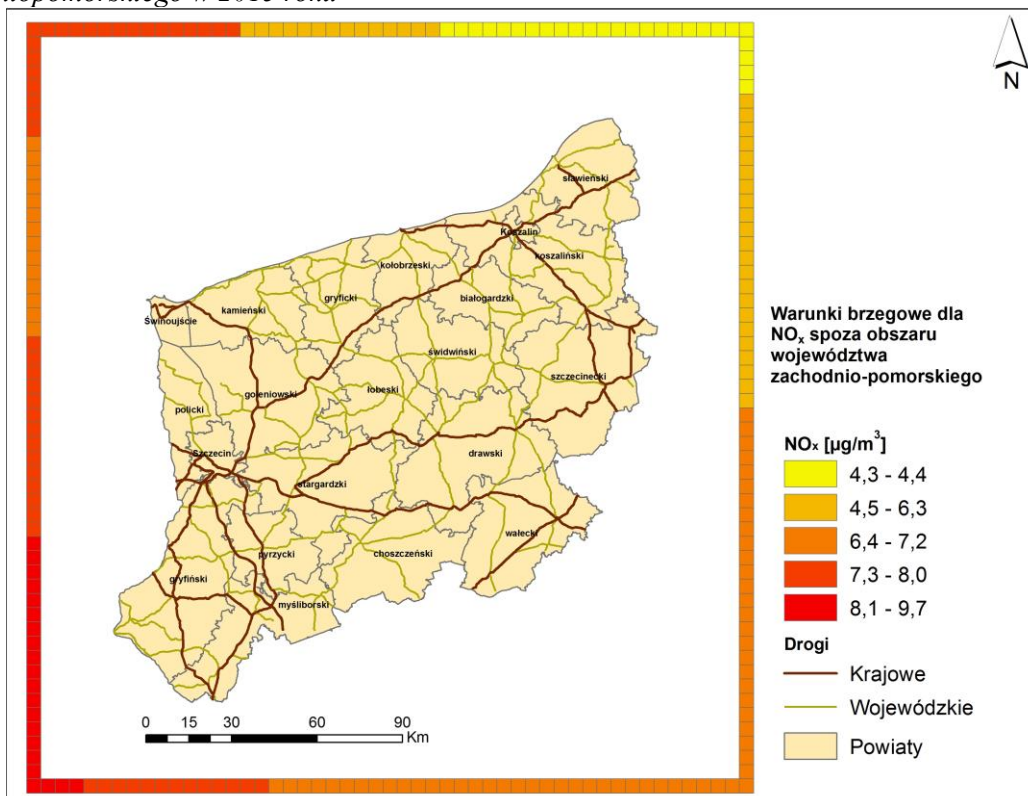 N
sławieński
Koszalin
koszaliński
kołobrzeski
gryficki
białogardzki
kamieński
Świnoujście
świdwiński
szczecinecki
goleniowski
łobeski
policki
Szczecin
drawski
stargardzki
wałecki
pyrzycki
choszczeński
gryfiński
myśliborski
0 15 30 60 90
Km
Warunki brzegowe dla
NOx spoza obszaru
województwa
zachodnio-pomorskiego
NOx [µg/m³]
4,3 - 4,4
4,5 - 6,3
6,4 - 7,2
7,3 - 8,0
8,1 - 9,7
Drogi
Krajowe
Wojewódzkie
Powiaty